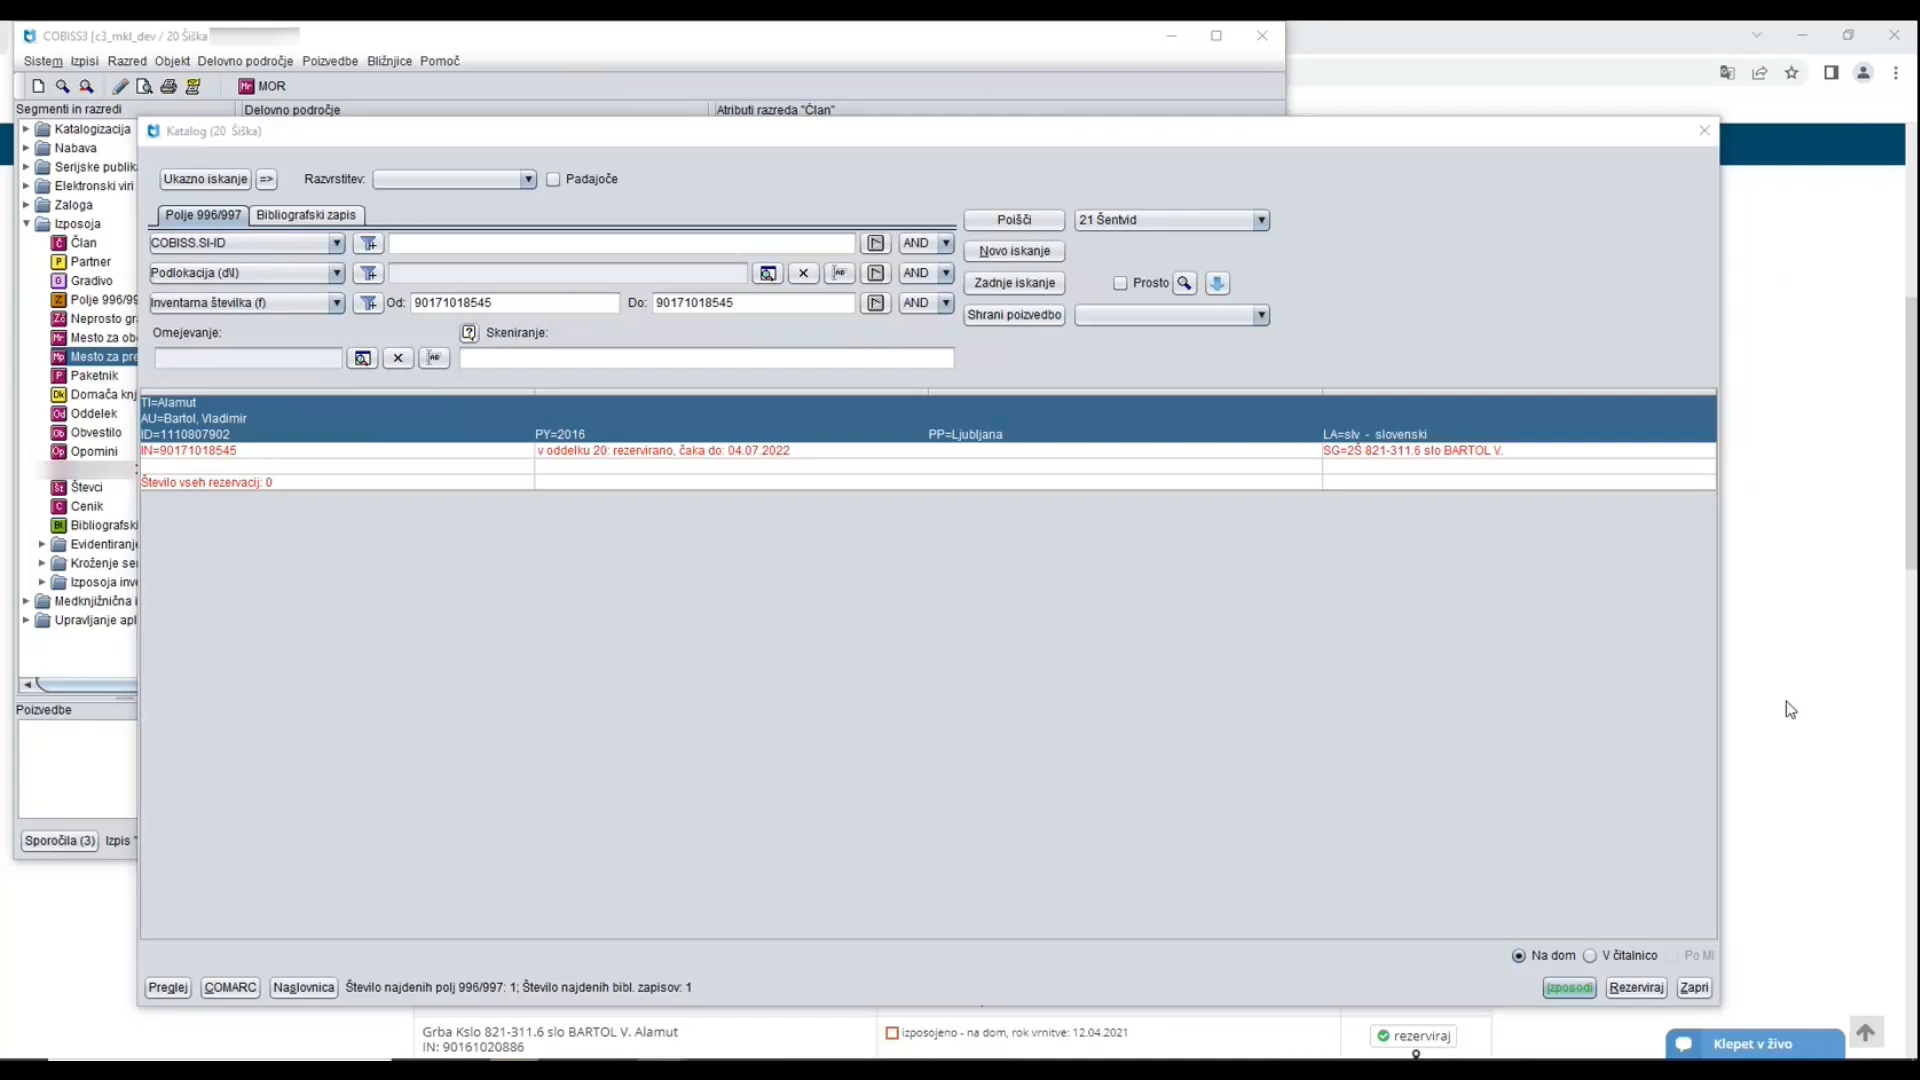 COBISS3 [c3_mkl_dev / 20 Šiška
Sistem Izpisi Razred Objekt Delovno področje Poizvedbe Bližnjice Pomoč
MOR
Segmenti in razredi
Delovno področje
Atributi razreda "Član"
Katalogizacija
Nabava
Serijske publik
Elektronski viri
Zaloga
Izposoja
Član
Partner
Gradivo
Polje 996/99
Neprosto gr
Mesto za ob
Mesto za pre
Paketnik
Domača knj
Oddelek
Obvestilo
Opomini
Števci
Cenik
Bibliografsk
Evidentiranj
Kroženje se
Izposoja inv
Medknjižnična i
Upravljanje apl
Poizvedbe
Sporočila (3) Izpis "
Katalog (20 Šiška)
Ukazno iskanje => Razvrstitev: Padajoče
Polje 996/997 Bibliografski zapis
COBISS.SI-ID AND
Podlokacija (d\l) AND
Inventarna številka (f) Od: 90171018545 Do: 90171018545 AND
Omejevanje: Skeniranje:
Poišči 21 Šentvid
Novo iskanje
Zadnje iskanje Prosto
Shrani poizvedbo
TI=Alamut
AU=Bartol, Vladimir
ID=1110807902 PY=2016 PP=Ljubljana LA=slv - slovenski
IN=90171018545 v oddelku 20: rezervirano, čaka do: 04.07.2022 SG=2Š 821-311.6 slo BARTOL V.
Število vseh rezervacij: 0
Na dom V čitalnico Po MI
Preglej COMARC Naslovnica Število najdenih polj 996/997: 1; Število najdenih bibl. zapisov: 1 Izposodi Rezerviraj Zapri
Grba Kslo 821-311.6 slo BARTOL V. Alamut
IN: 90161020886
izposojeno - na dom, rok vrnitve: 12.04.2021
rezerviraj
Klepet v živo